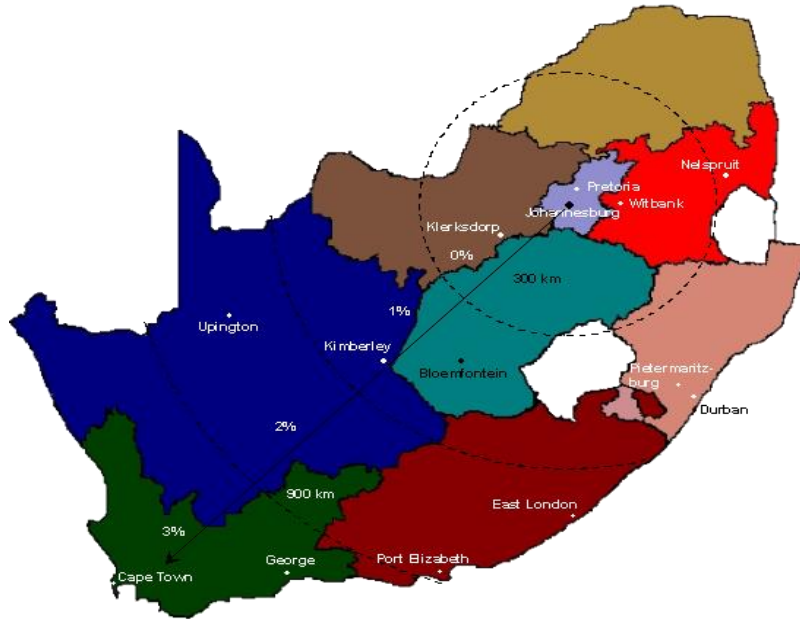 Nelspruit
Pretoria
Johannesburg
Witbank
Klerksdorp
0%
300 km
1%
Upington
Kimberley
Bloemfontein
Pietermaritz-
burg
Durban
2%
900 km
East London
3%
Port Elizabeth
George
Cape Town